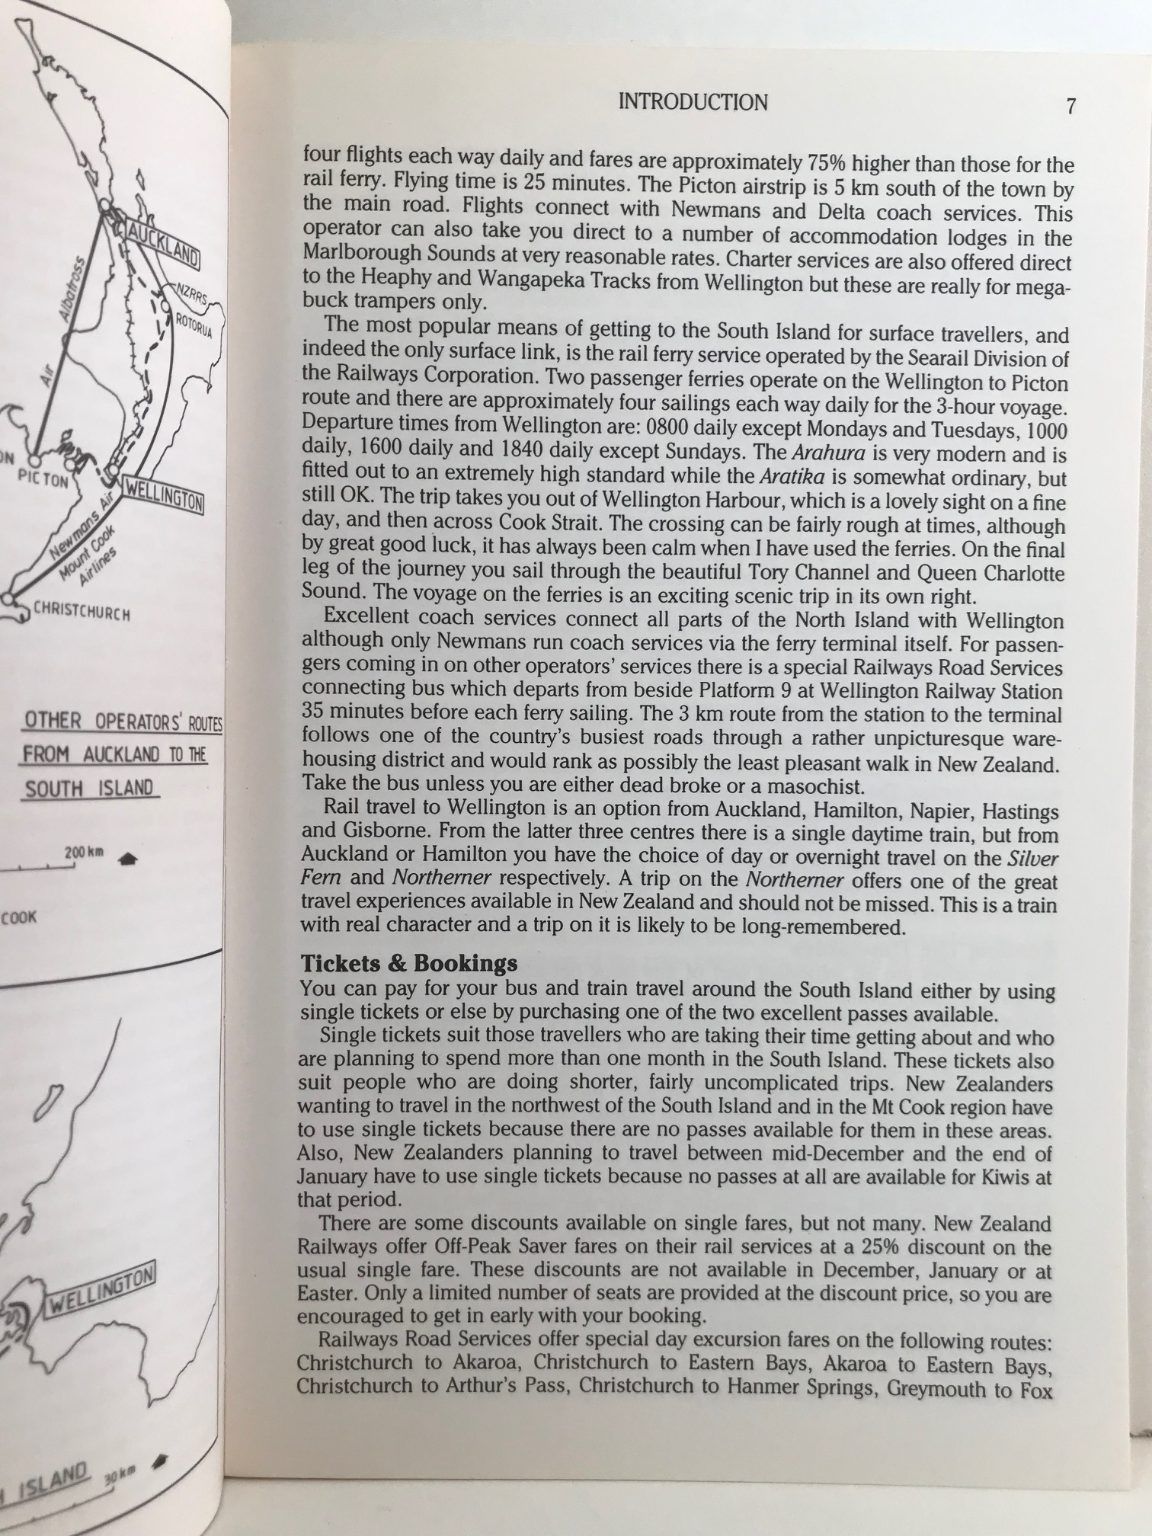 AUCKLAND
NZRRS
ROTORUA
Air Albatross
PICTON
WELLINGTON
Newmans Air
Mount Cook
Airlines
CHRISTCHURCH
OTHER OPERATORS' ROUTES
FROM AUCKLAND TO THE
SOUTH ISLAND
200 km
COOK
WELLINGTON
ISLAND
30 km
INTRODUCTION 7
four flights each way daily and fares are approximately 75% higher than those for the
rail ferry. Flying time is 25 minutes. The Picton airstrip is 5 km south of the town by
the main road. Flights connect with Newmans and Delta coach services. This
operator can also take you direct to a number of accommodation lodges in the
Marlborough Sounds at very reasonable rates. Charter services are also offered direct
to the Heaphy and Wangapeka Tracks from Wellington but these are really for mega-
buck trampers only.
The most popular means of getting to the South Island for surface travellers, and
indeed the only surface link, is the rail ferry service operated by the Searail Division of
the Railways Corporation. Two passenger ferries operate on the Wellington to Picton
route and there are approximately four sailings each way daily for the 3-hour voyage.
Departure times from Wellington are: 0800 daily except Mondays and Tuesdays, 1000
daily, 1600 daily and 1840 daily except Sundays. The Arahura is very modern and is
fitted out to an extremely high standard while the Aratika is somewhat ordinary, but
still OK. The trip takes you out of Wellington Harbour, which is a lovely sight on a fine
day, and then across Cook Strait. The crossing can be fairly rough at times, although
by great good luck, it has always been calm when I have used the ferries. On the final
leg of the journey you sail through the beautiful Tory Channel and Queen Charlotte
Sound. The voyage on the ferries is an exciting scenic trip in its own right.
Excellent coach services connect all parts of the North Island with Wellington
although only Newmans run coach services via the ferry terminal itself. For passen-
gers coming in on other operators' services there is a special Railways Road Services
connecting bus which departs from beside Platform 9 at Wellington Railway Station
35 minutes before each ferry sailing. The 3 km route from the station to the terminal
follows one of the country's busiest roads through a rather unpicturesque ware-
housing district and would rank as possibly the least pleasant walk in New Zealand.
Take the bus unless you are either dead broke or a masochist.
Rail travel to Wellington is an option from Auckland, Hamilton, Napier, Hastings
and Gisborne. From the latter three centres there is a single daytime train, but from
Auckland or Hamilton you have the choice of day or overnight travel on the Silver
Fern and Northerner respectively. A trip on the Northerner offers one of the great
travel experiences available in New Zealand and should not be missed. This is a train
with real character and a trip on it is likely to be long-remembered.
Tickets & Bookings
You can pay for your bus and train travel around the South Island either by using
single tickets or else by purchasing one of the two excellent passes available.
Single tickets suit those travellers who are taking their time getting about and who
are planning to spend more than one month in the South Island. These tickets also
suit people who are doing shorter, fairly uncomplicated trips. New Zealanders
wanting to travel in the northwest of the South Island and in the Mt Cook region have
to use single tickets because there are no passes available for them in these areas.
Also, New Zealanders planning to travel between mid-December and the end of
January have to use single tickets because no passes at all are available for Kiwis at
that period.
There are some discounts available on single fares, but not many. New Zealand
Railways offer Off-Peak Saver fares on their rail services at a 25% discount on the
usual single fare. These discounts are not available in December, January or at
Easter. Only a limited number of seats are provided at the discount price, so you are
encouraged to get in early with your booking.
Railways Road Services offer special day excursion fares on the following routes:
Christchurch to Akaroa, Christchurch to Eastern Bays, Akaroa to Eastern Bays,
Christchurch to Arthur's Pass, Christchurch to Hanmer Springs, Greymouth to Fox